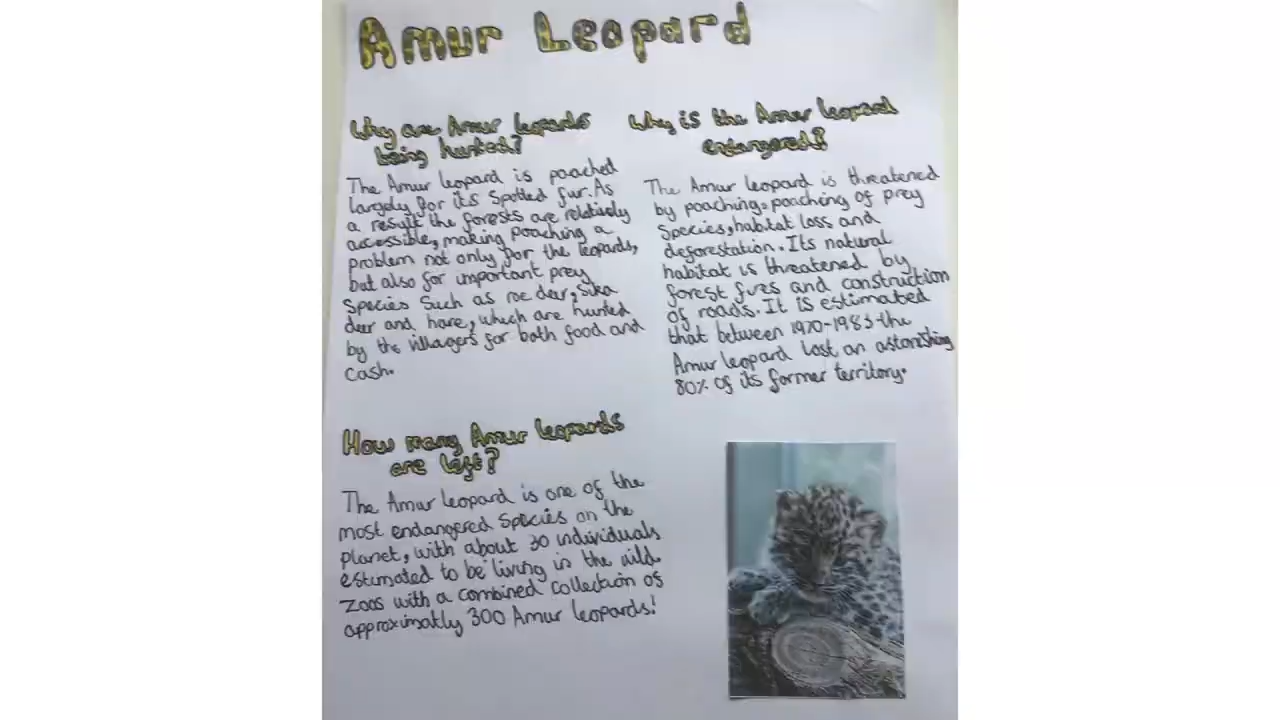 Amur Leopard
Why are Amur leopards
being hunted?
The Amur leopard is poached
largely for its spotted fur. As
a result the forests are relatively
accessible, making poaching a
problem not only for the leopards,
but also for important prey
species such as roe deer, sika
deer and hare, which are hunted
by the villagers for both food and
cash.
Why is the Amur leopard
endangered?
The Amur leopard is threatened
by poaching, poaching of prey
species, habitat loss and
deforestation. Its natural
habitat is threatened by
forest fires and construction
of roads. It is estimated
that between 1970-1983 the
Amur leopard lost an astonishing
80% of its former territory.
How many Amur leopards
are left?
The Amur leopard is one of the
most endangered species on the
planet, with about 30 individuals
estimated to be living in the wild.
Zoos with a combined collection of
approximatly 300 Amur leopards!